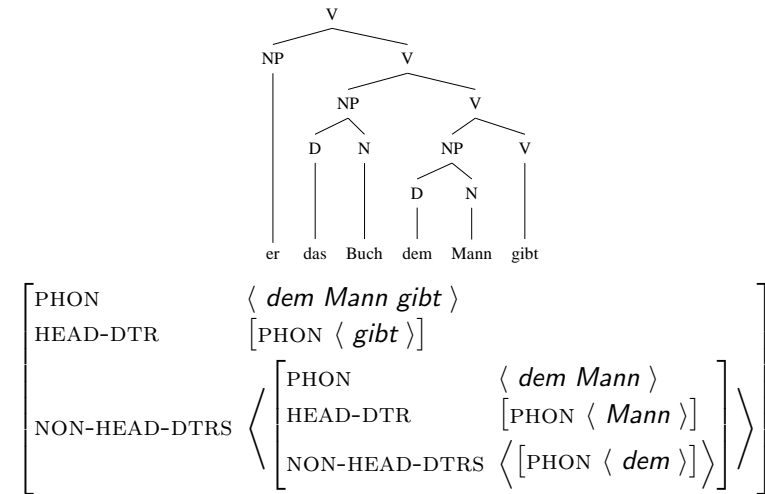 V
NP V
NP V
D N NP V
D N
er das Buch dem Mann gibt
PHON ⟨ dem Mann gibt ⟩
HEAD-DTR [PHON ⟨ gibt ⟩]
PHON ⟨ dem Mann ⟩
HEAD-DTR [PHON ⟨ Mann ⟩]
NON-HEAD-DTRS
NON-HEAD-DTRS ⟨[PHON ⟨ dem ⟩]⟩